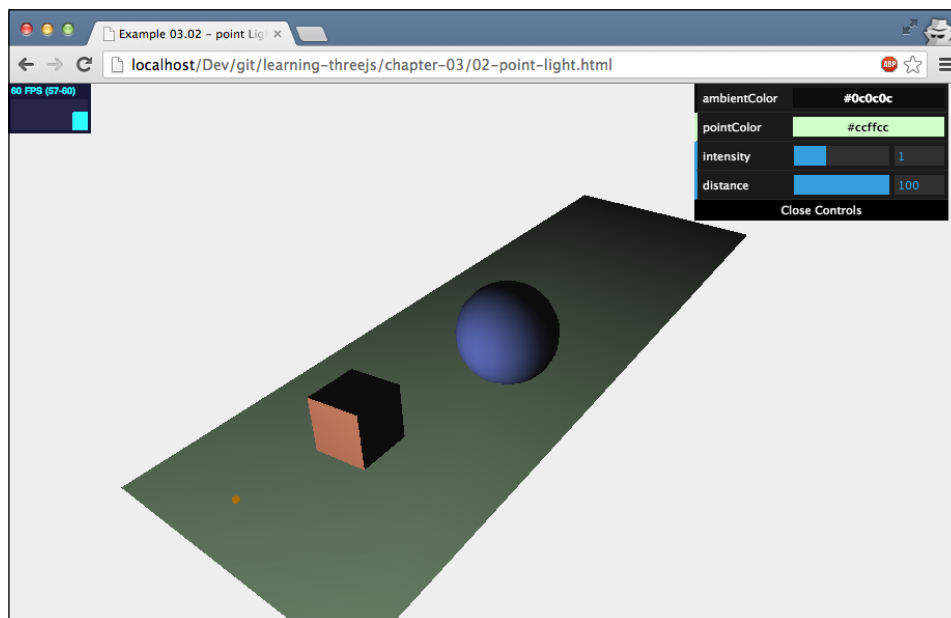 Example 03.02 - point Lig
localhost/Dev/git/learning-threejs/chapter-03/02-point-light.html
ABP
60 FPS (57-60)
ambientColor #0c0c0c
pointColor #ccffcc
intensity 1
distance 100
Close Controls